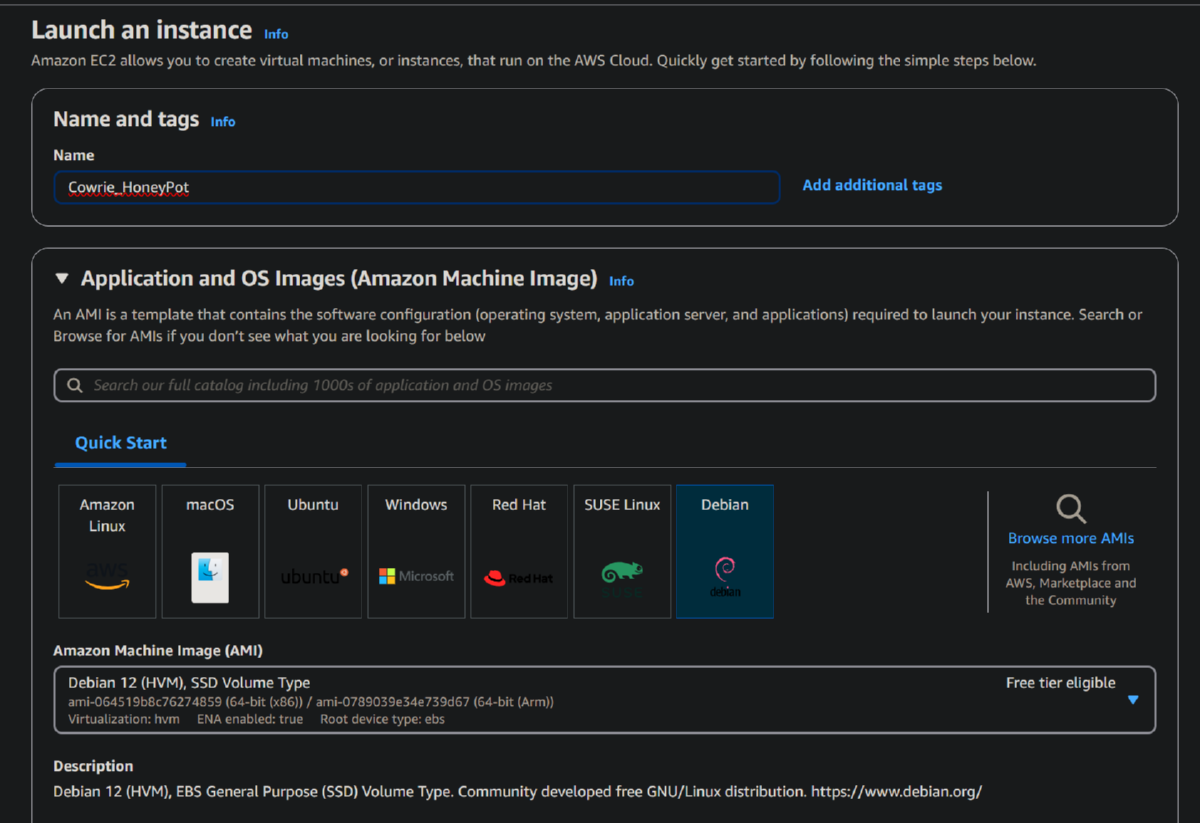 Launch an instance Info
Amazon EC2 allows you to create virtual machines, or instances, that run on the AWS Cloud. Quickly get started by following the simple steps below.
Name and tags Info
Name
Cowrie_HoneyPot
Add additional tags
Application and OS Images (Amazon Machine Image) Info
An AMI is a template that contains the software configuration (operating system, application server, and applications) required to launch your instance. Search or
Browse for AMIs if you don't see what you are looking for below
Search our full catalog including 1000s of application and OS images
Quick Start
Amazon
Linux
aws
macOS
Ubuntu
ubuntu
Windows
Microsoft
Red Hat
Red Hat
SUSE Linux
Debian
debian
Browse more AMIs
Including AMIs from
AWS, Marketplace and
the Community
Amazon Machine Image (AMI)
Debian 12 (HVM), SSD Volume Type
Free tier eligible
ami-064519b8c76274859 (64-bit (x86)) / ami-0789039e34e739d67 (64-bit (Arm))
Virtualization: hvm ENA enabled: true Root device type: ebs
Description
Debian 12 (HVM), EBS General Purpose (SSD) Volume Type. Community developed free GNU/Linux distribution. https://www.debian.org/